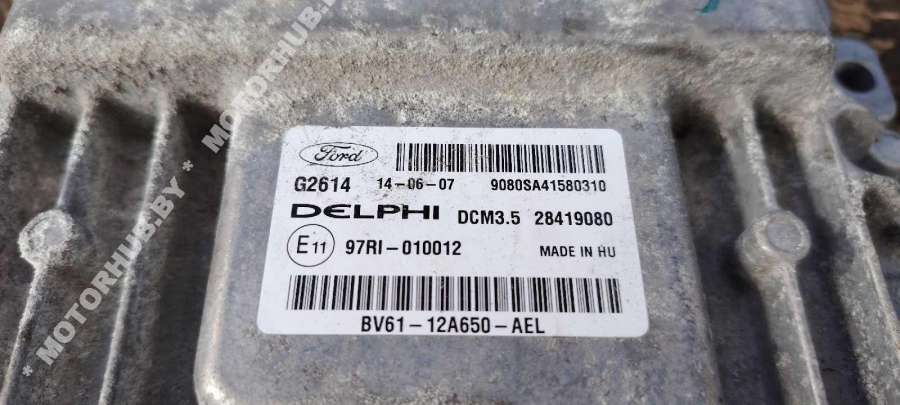 Ford
G2614 14-06-07 9080SA41580310
DELPHI DCM3.5 28419080
E11 97RI-010012 MADE IN HU
BV61-12A650-AEL
* MOTORHUB.BY * MOTORHUB.BY *